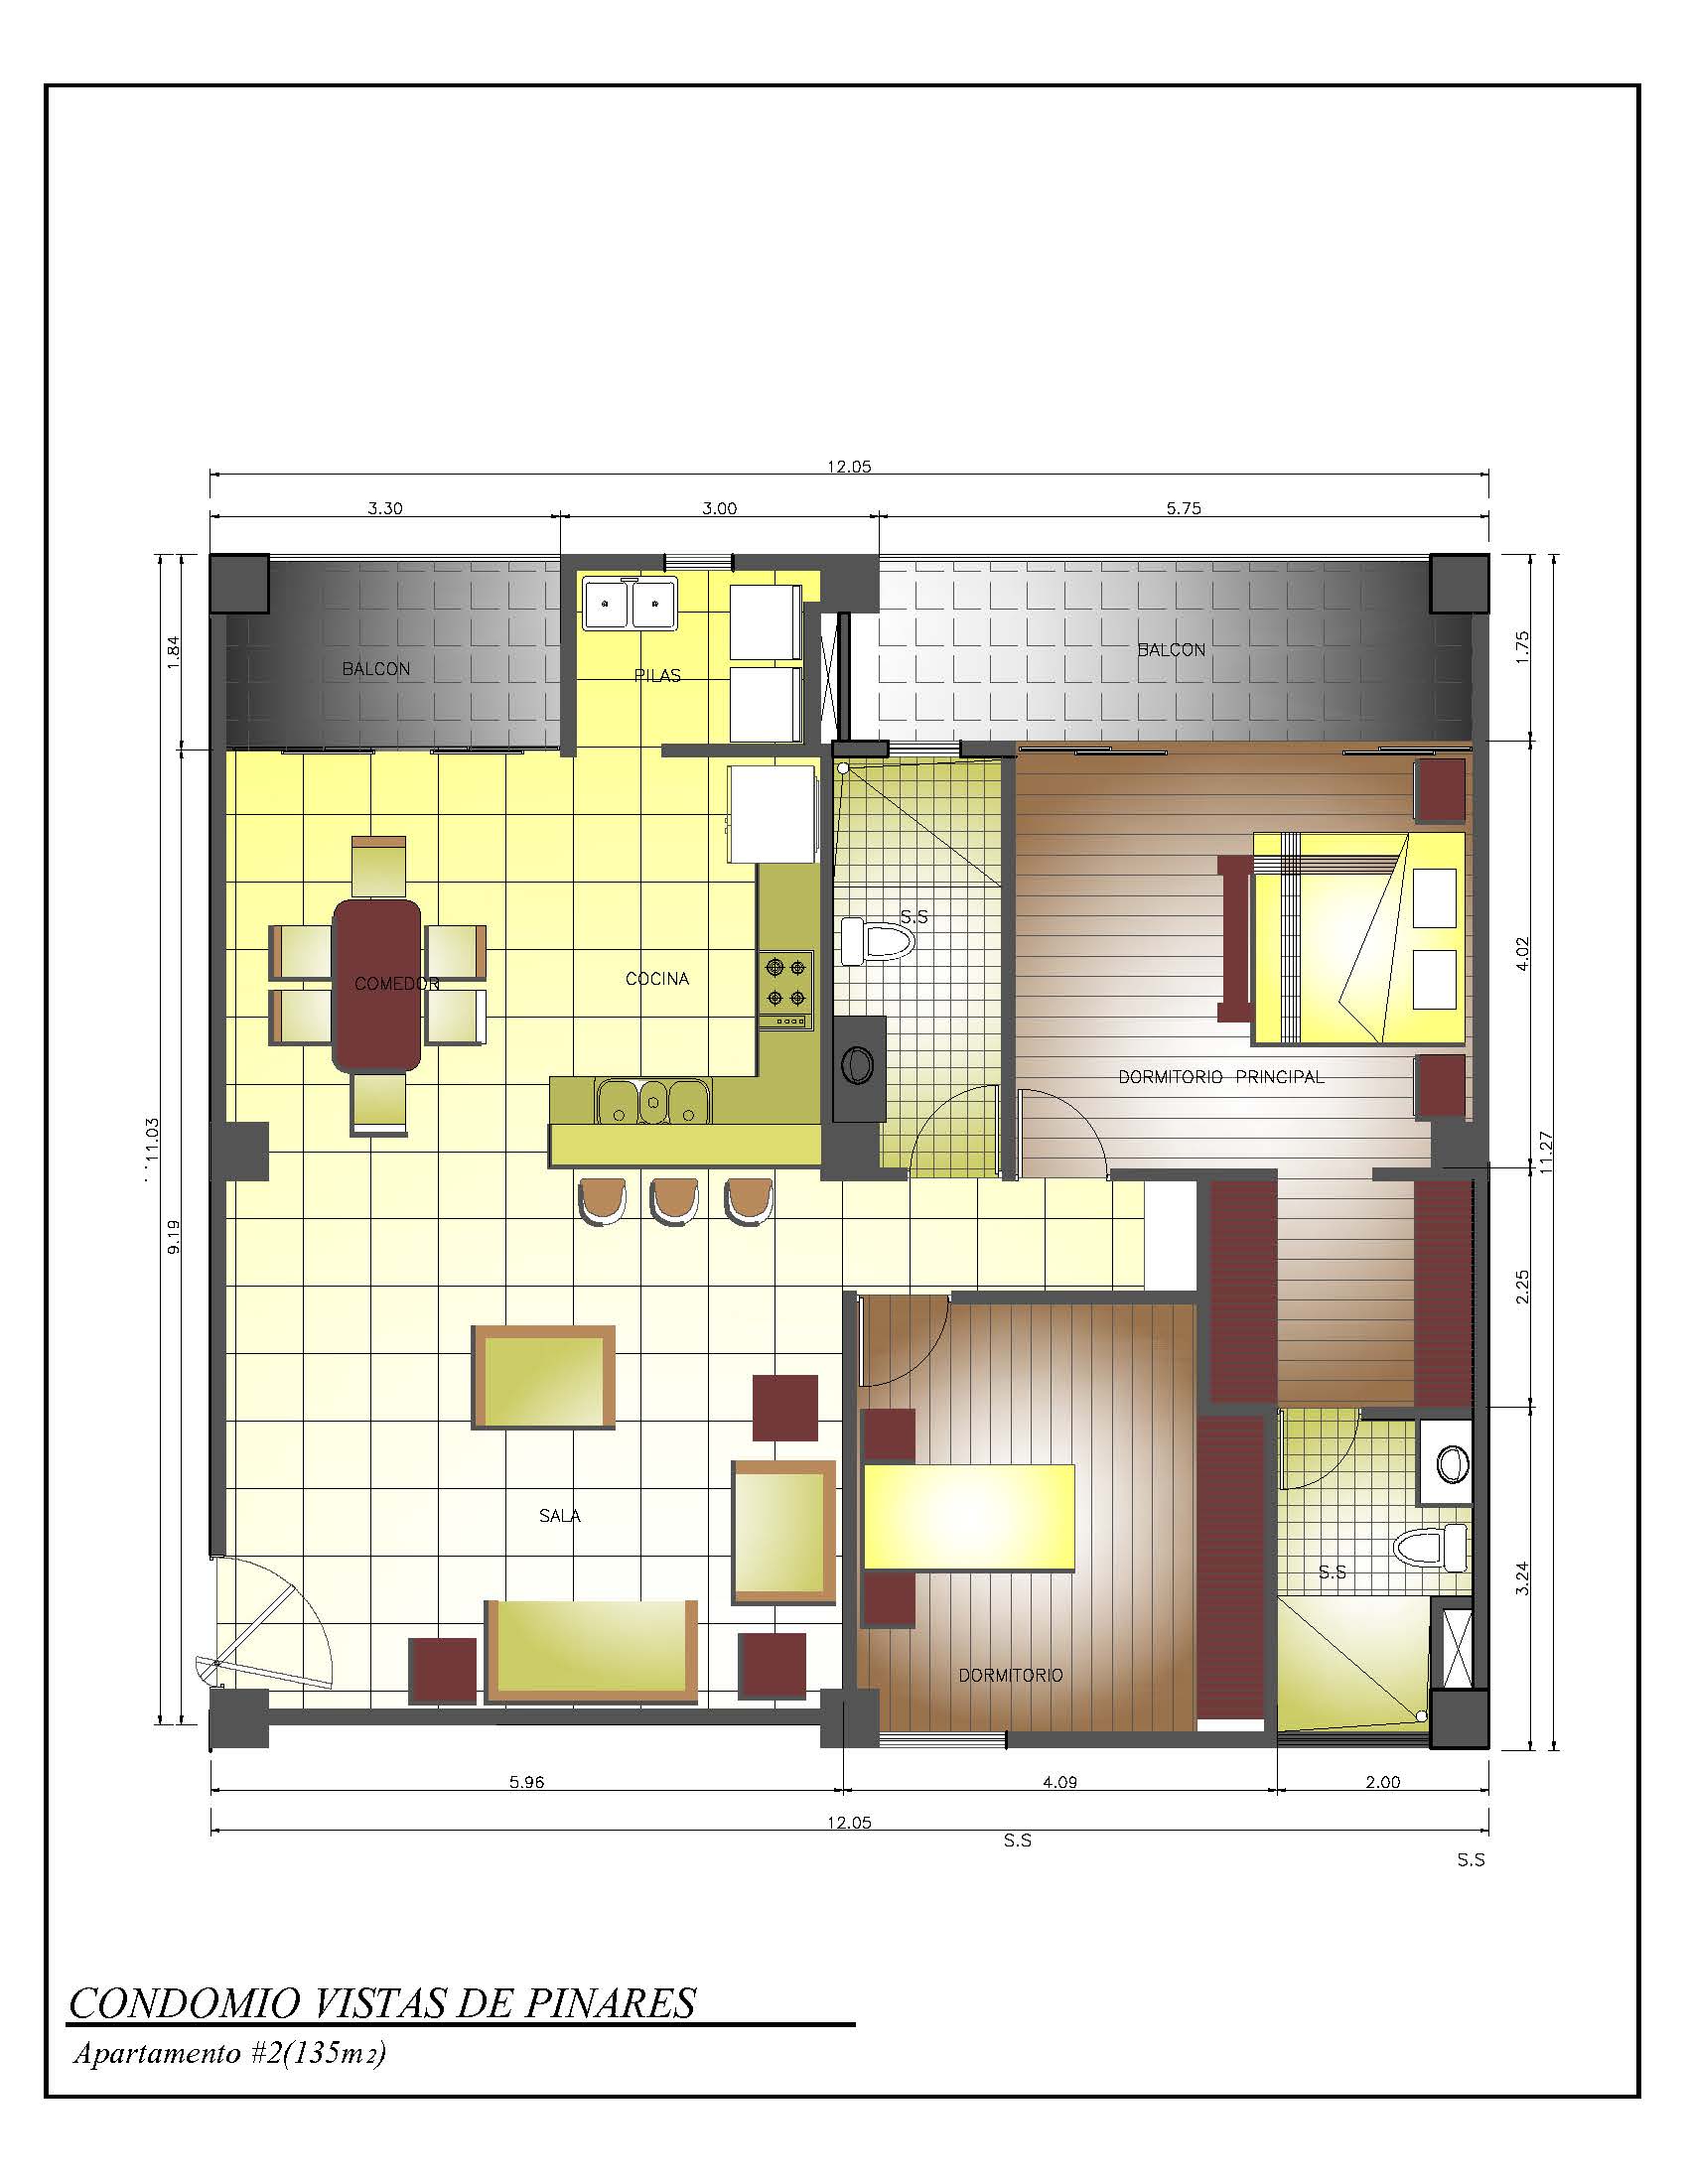 12.05
3.30
3.00
5.75
1.84
BALCON
PILAS
BALCON
1.75
COMEDOR
COCINA
S.S
4.02
DORMITORIO PRINCIPAL
11.03
11.27
9.19
2.25
SALA
S.S
3.24
DORMITORIO
5.96
4.09
2.00
12.05
S.S
S.S
CONDOMIO VISTAS DE PINARES
Apartamento #2(135m2)